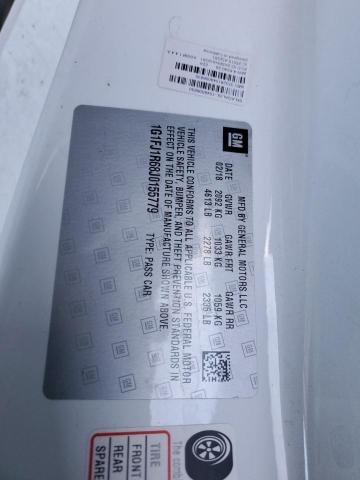 GM
MFD BY GENERAL MOTORS LLC
DATE GVWR GAWR FRT GAWR RR
02/18 2092 KG 1033 KG 1059 KG
4613 LB 2278 LB 2335 LB
THIS VEHICLE CONFORMS TO ALL APPLICABLE U.S. FEDERAL MOTOR
VEHICLE SAFETY, BUMPER, AND THEFT PREVENTION STANDARDS IN
EFFECT ON THE DATE OF MANUFACTURE SHOWN ABOVE.
1G1FJ1R68J0155779 TYPE: PASS CAR
The comb
TIRE
FRONT
REAR
SPARE